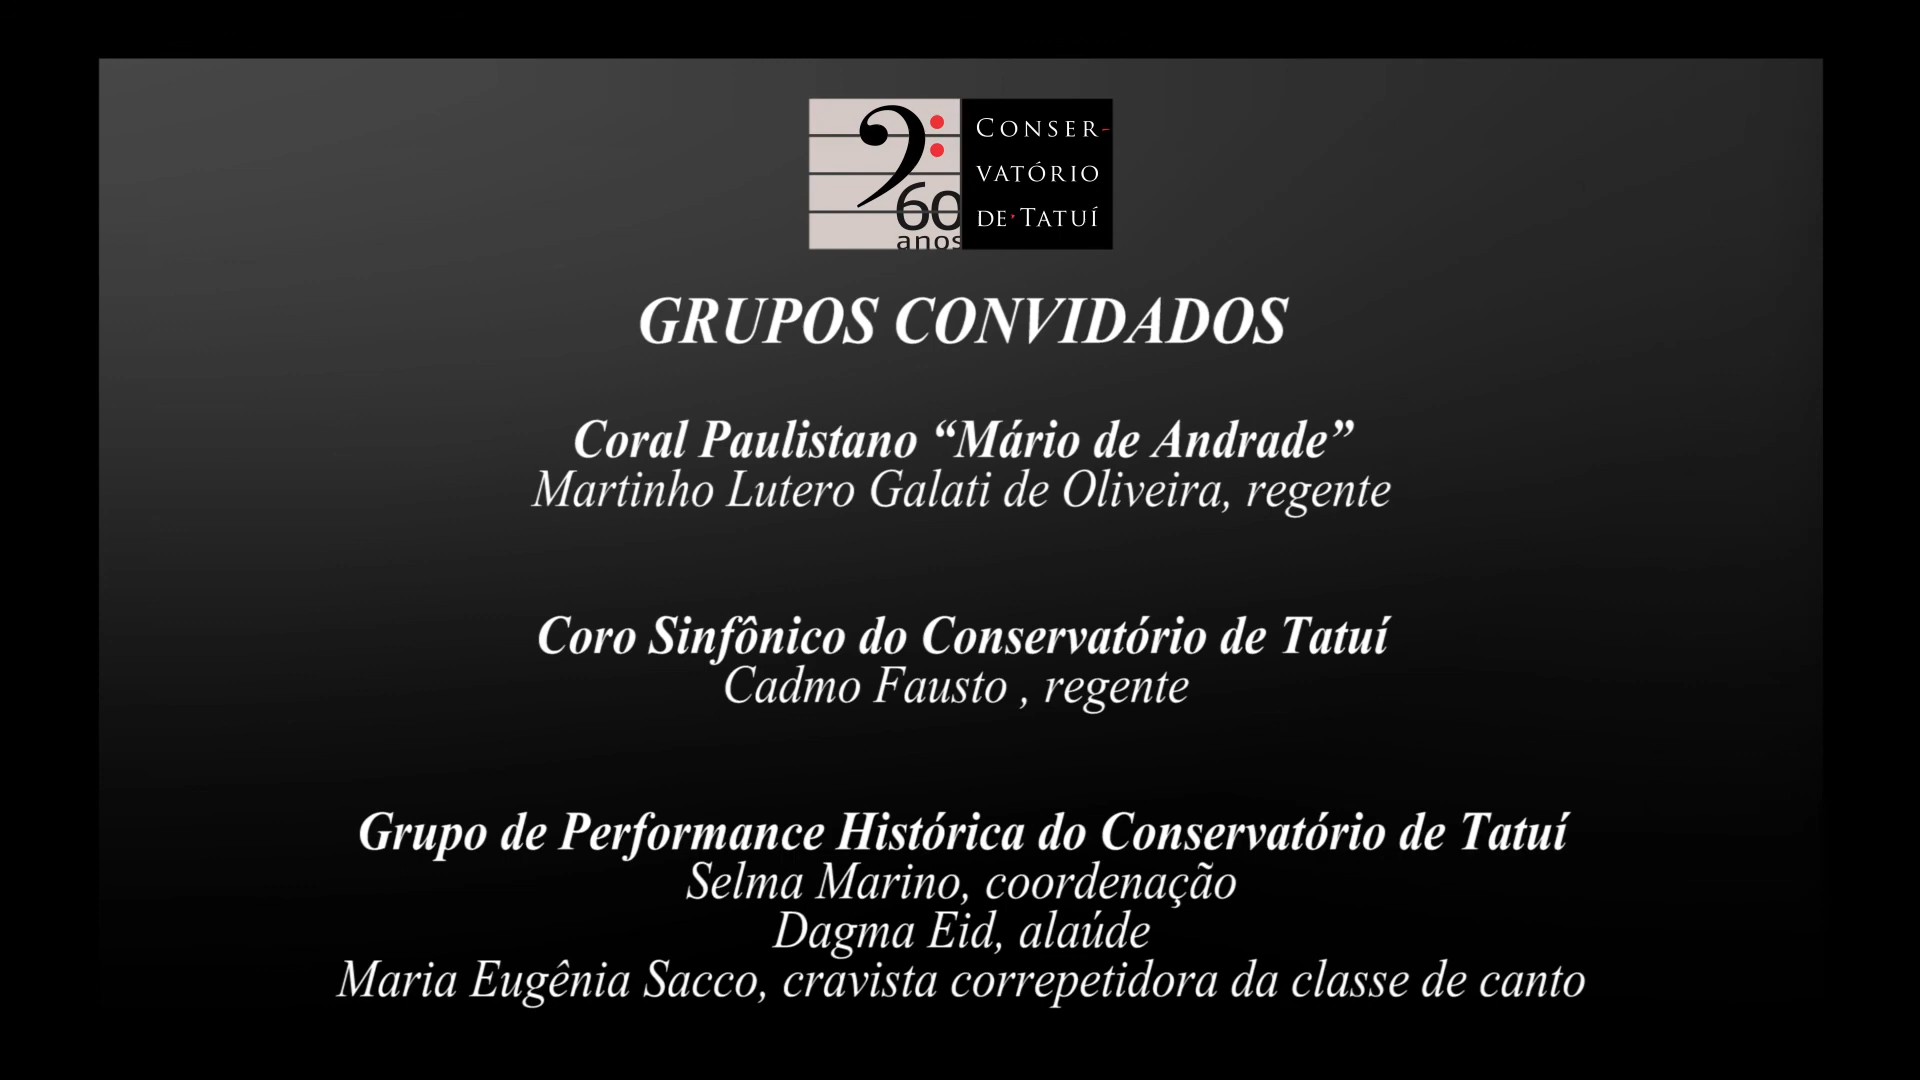 60
anos
CONSER-
VATÓRIO
DE TATUÍ
GRUPOS CONVIDADOS
Coral Paulistano “Mário de Andrade”
Martinho Lutero Galati de Oliveira, regente
Coro Sinfônico do Conservatório de Tatuí
Cadmo Fausto , regente
Grupo de Performance Histórica do Conservatório de Tatuí
Selma Marino, coordenação
Dagma Eid, alaúde
Maria Eugênia Sacco, cravista correpetidora da classe de canto